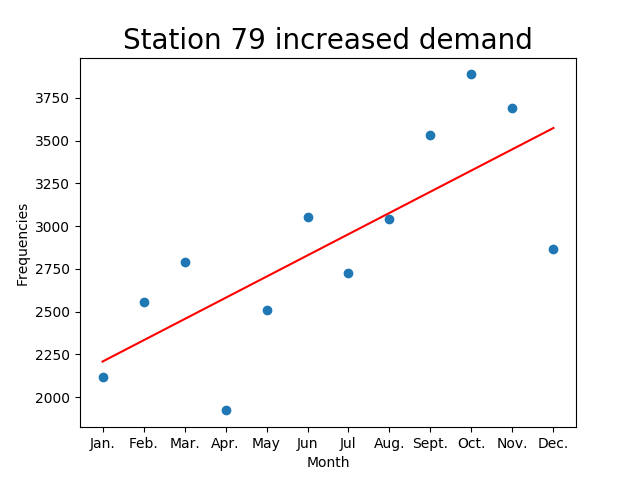 Station 79 increased demand
3750
3500
3250
3000
2750
2500
2250
2000
Frequencies
Jan. Feb. Mar. Apr. May Jun Jul Aug. Sept. Oct. Nov. Dec.
Month